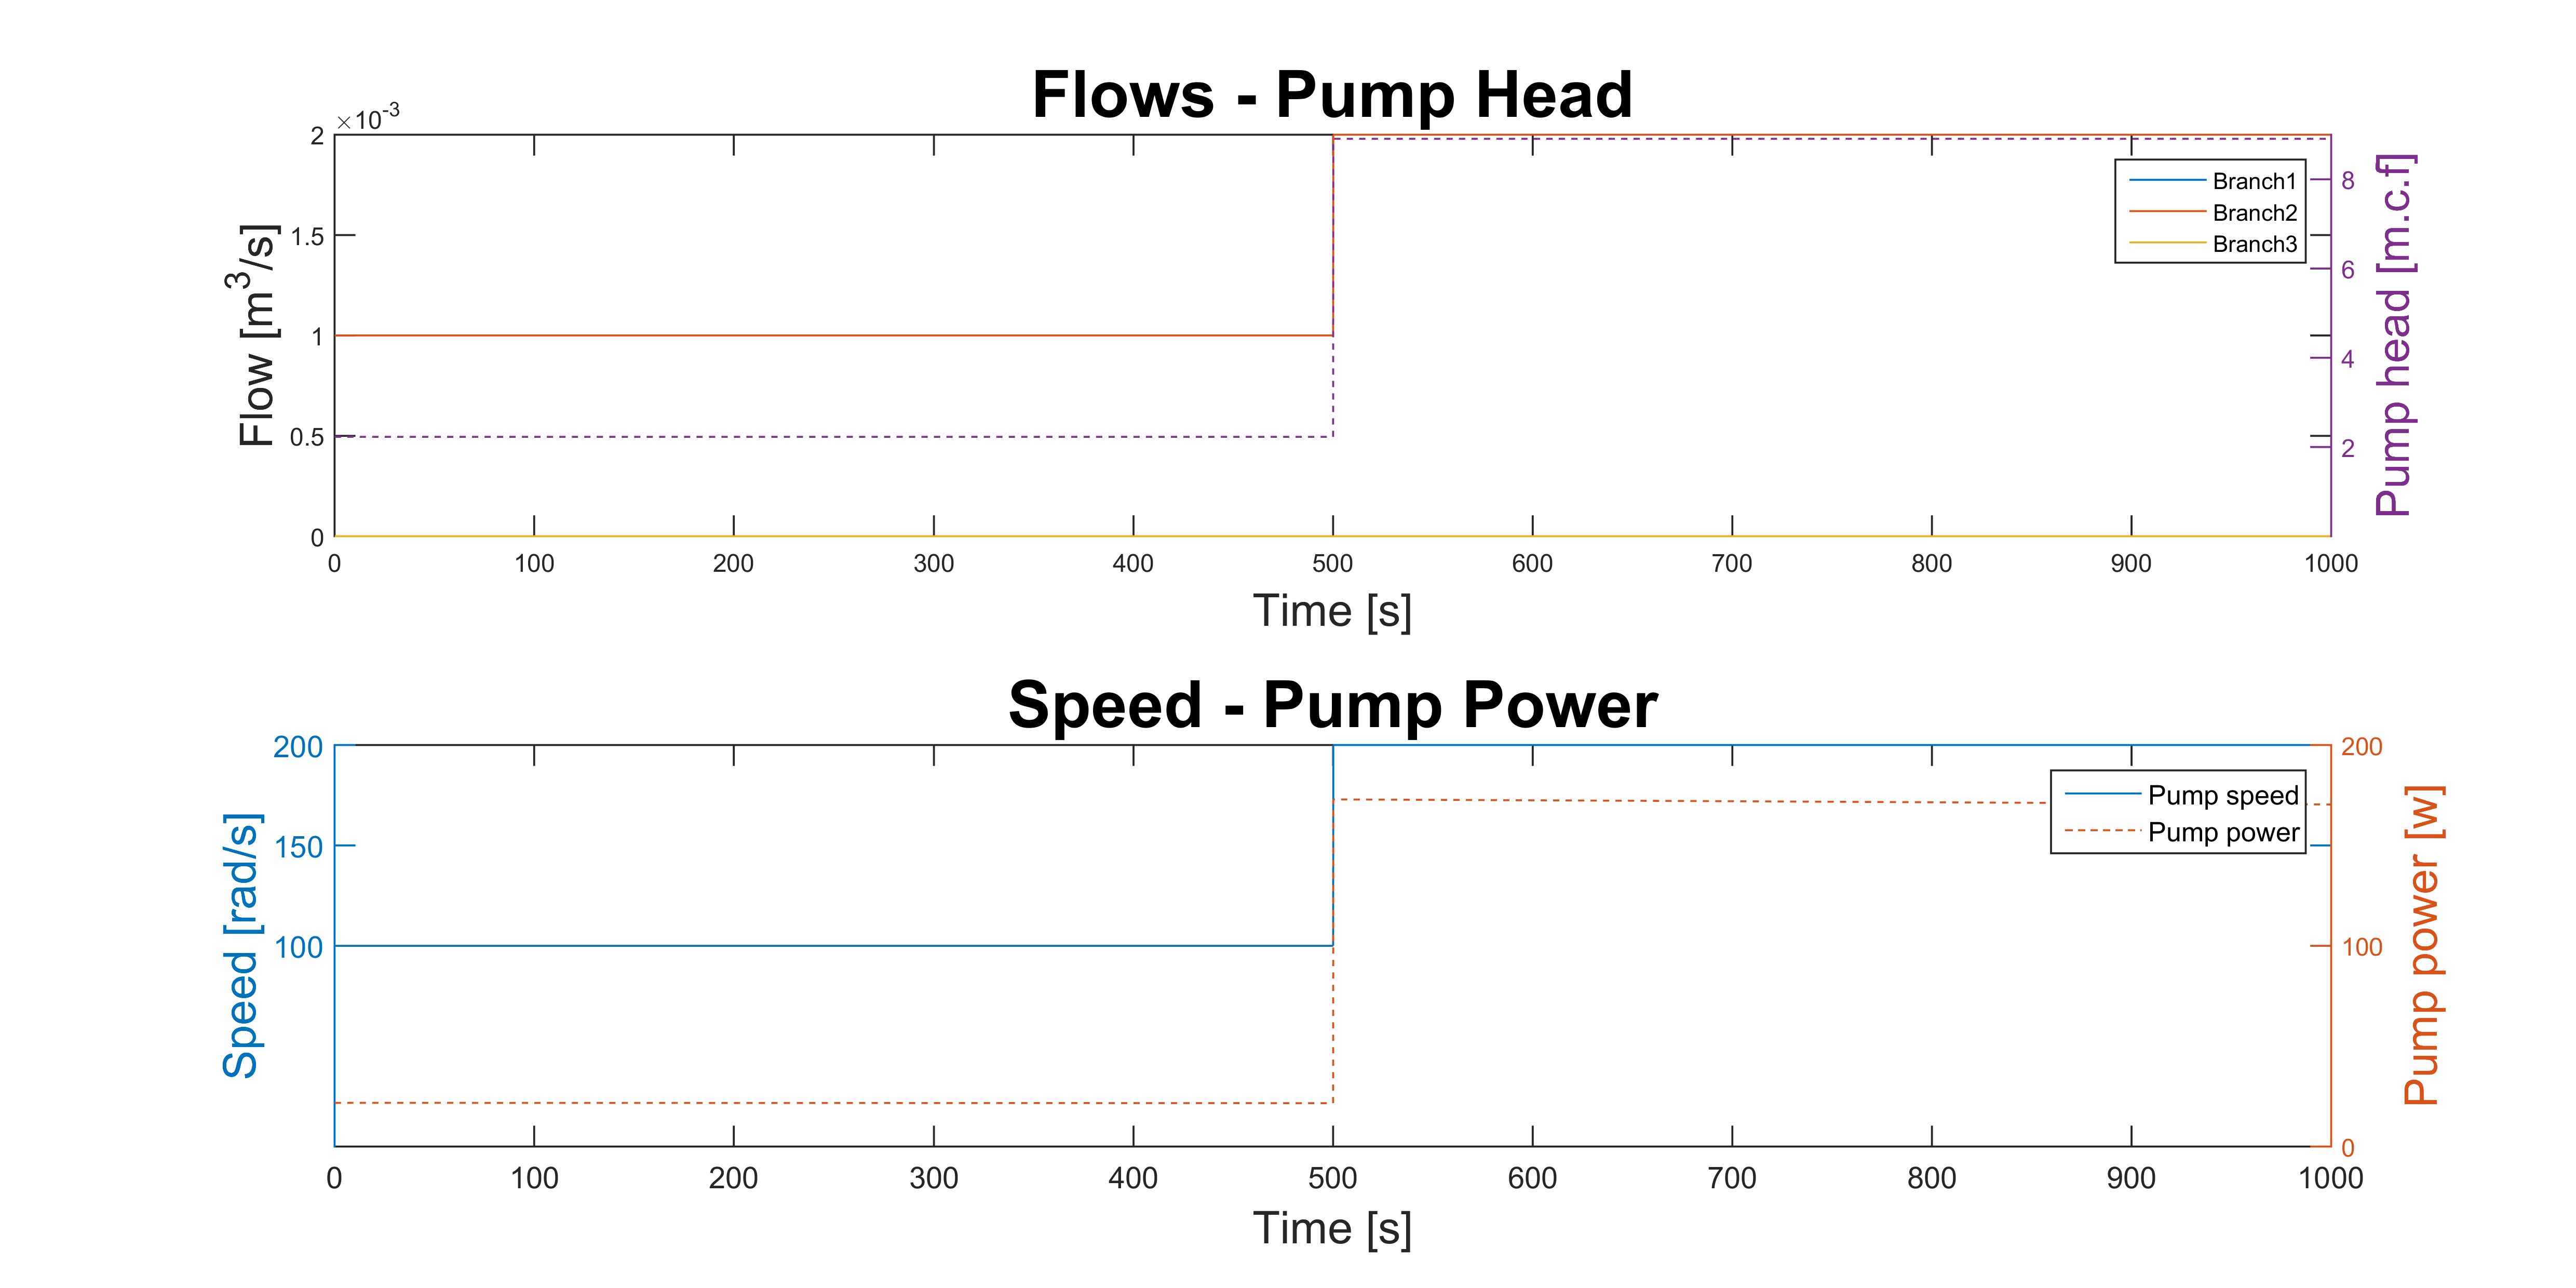 Flows - Pump Head
×10-3
2
1.5
1
0.5
0
Flow [m3/s]
8
6
4
2
Pump head [m.c.f]
Branch1
Branch2
Branch3
0 100 200 300 400 500 600 700 800 900 1000
Time [s]
Speed - Pump Power
200
150
100
Speed [rad/s]
200
100
0
Pump power [w]
Pump speed
Pump power
0 100 200 300 400 500 600 700 800 900 1000
Time [s]